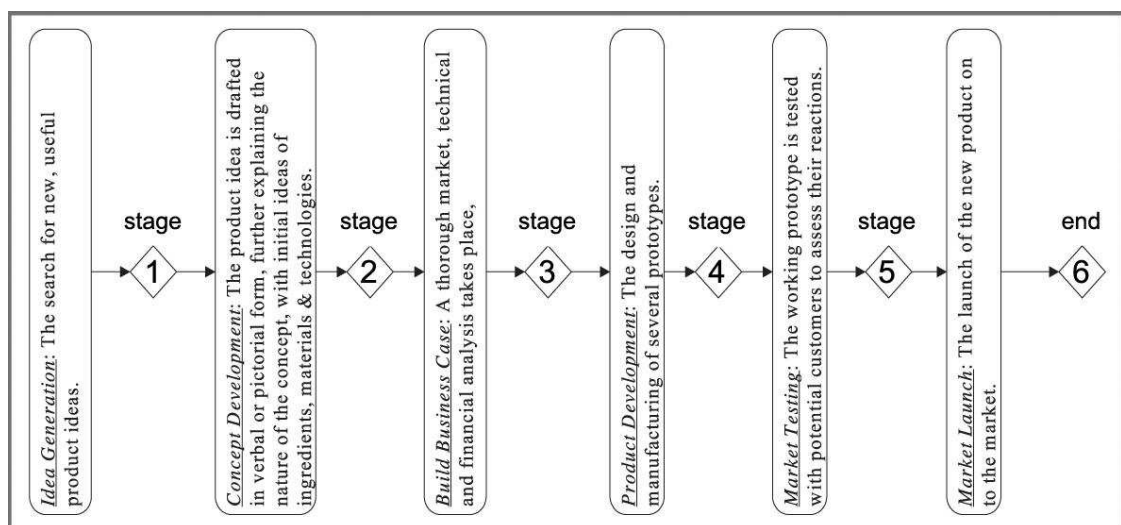 Idea Generation: The search for new, useful
product ideas.
stage
1
Concept Development: The product idea is drafted
in verbal or pictorial form, further explaining the
nature of the concept, with initial ideas of
ingredients, materials & technologies.
stage
2
Build Business Case: A thorough market, technical
and financial analysis takes place,
stage
3
Product Development: The design and
manufacturing of several prototypes.
stage
4
Market Testing: The working prototype is tested
with potential customers to assess their reactions.
stage
5
Market Launch: The launch of the new product on
to the market.
end
6